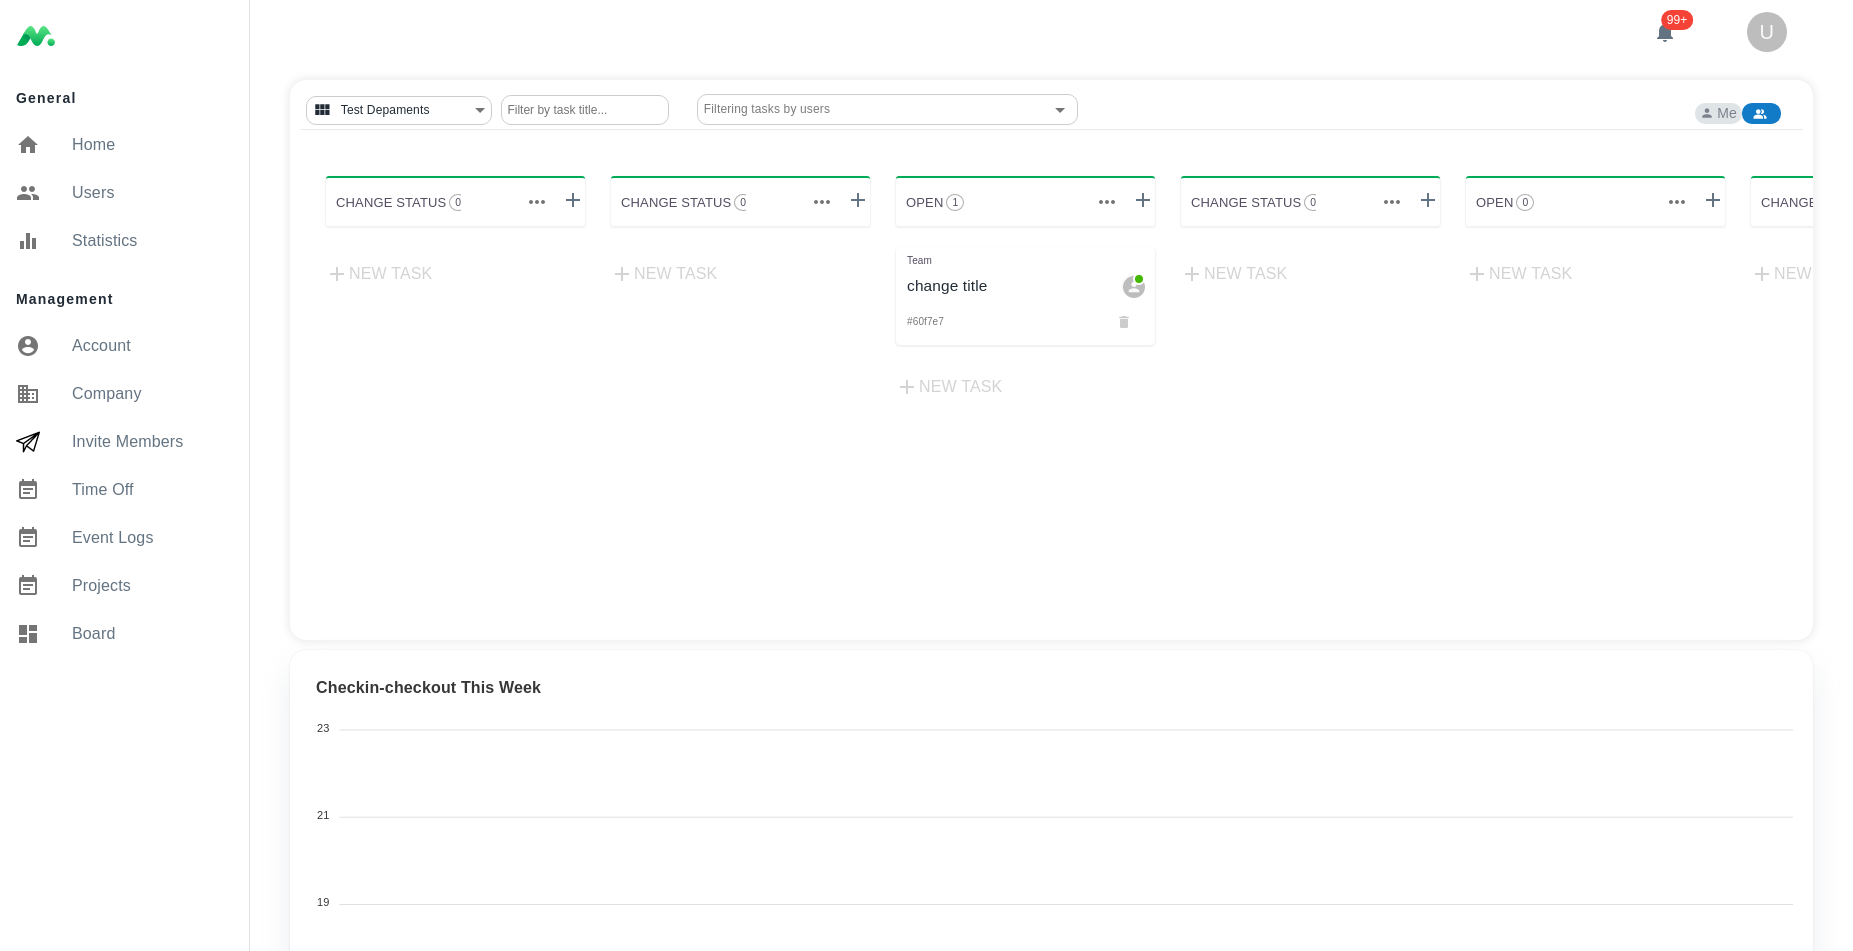 General
Home
Users
Statistics
Management
Account
Company
Invite Members
Time Off
Event Logs
Projects
Board
99+
U
Test Depaments
Filter by task title...
Filtering tasks by users
Me
CHANGE STATUS 0
NEW TASK
CHANGE STATUS 0
NEW TASK
OPEN 1
Team
change title
#60f7e7
NEW TASK
CHANGE STATUS 0
NEW TASK
OPEN 0
NEW TASK
CHANGE
NEW
Checkin-checkout This Week
23
21
19